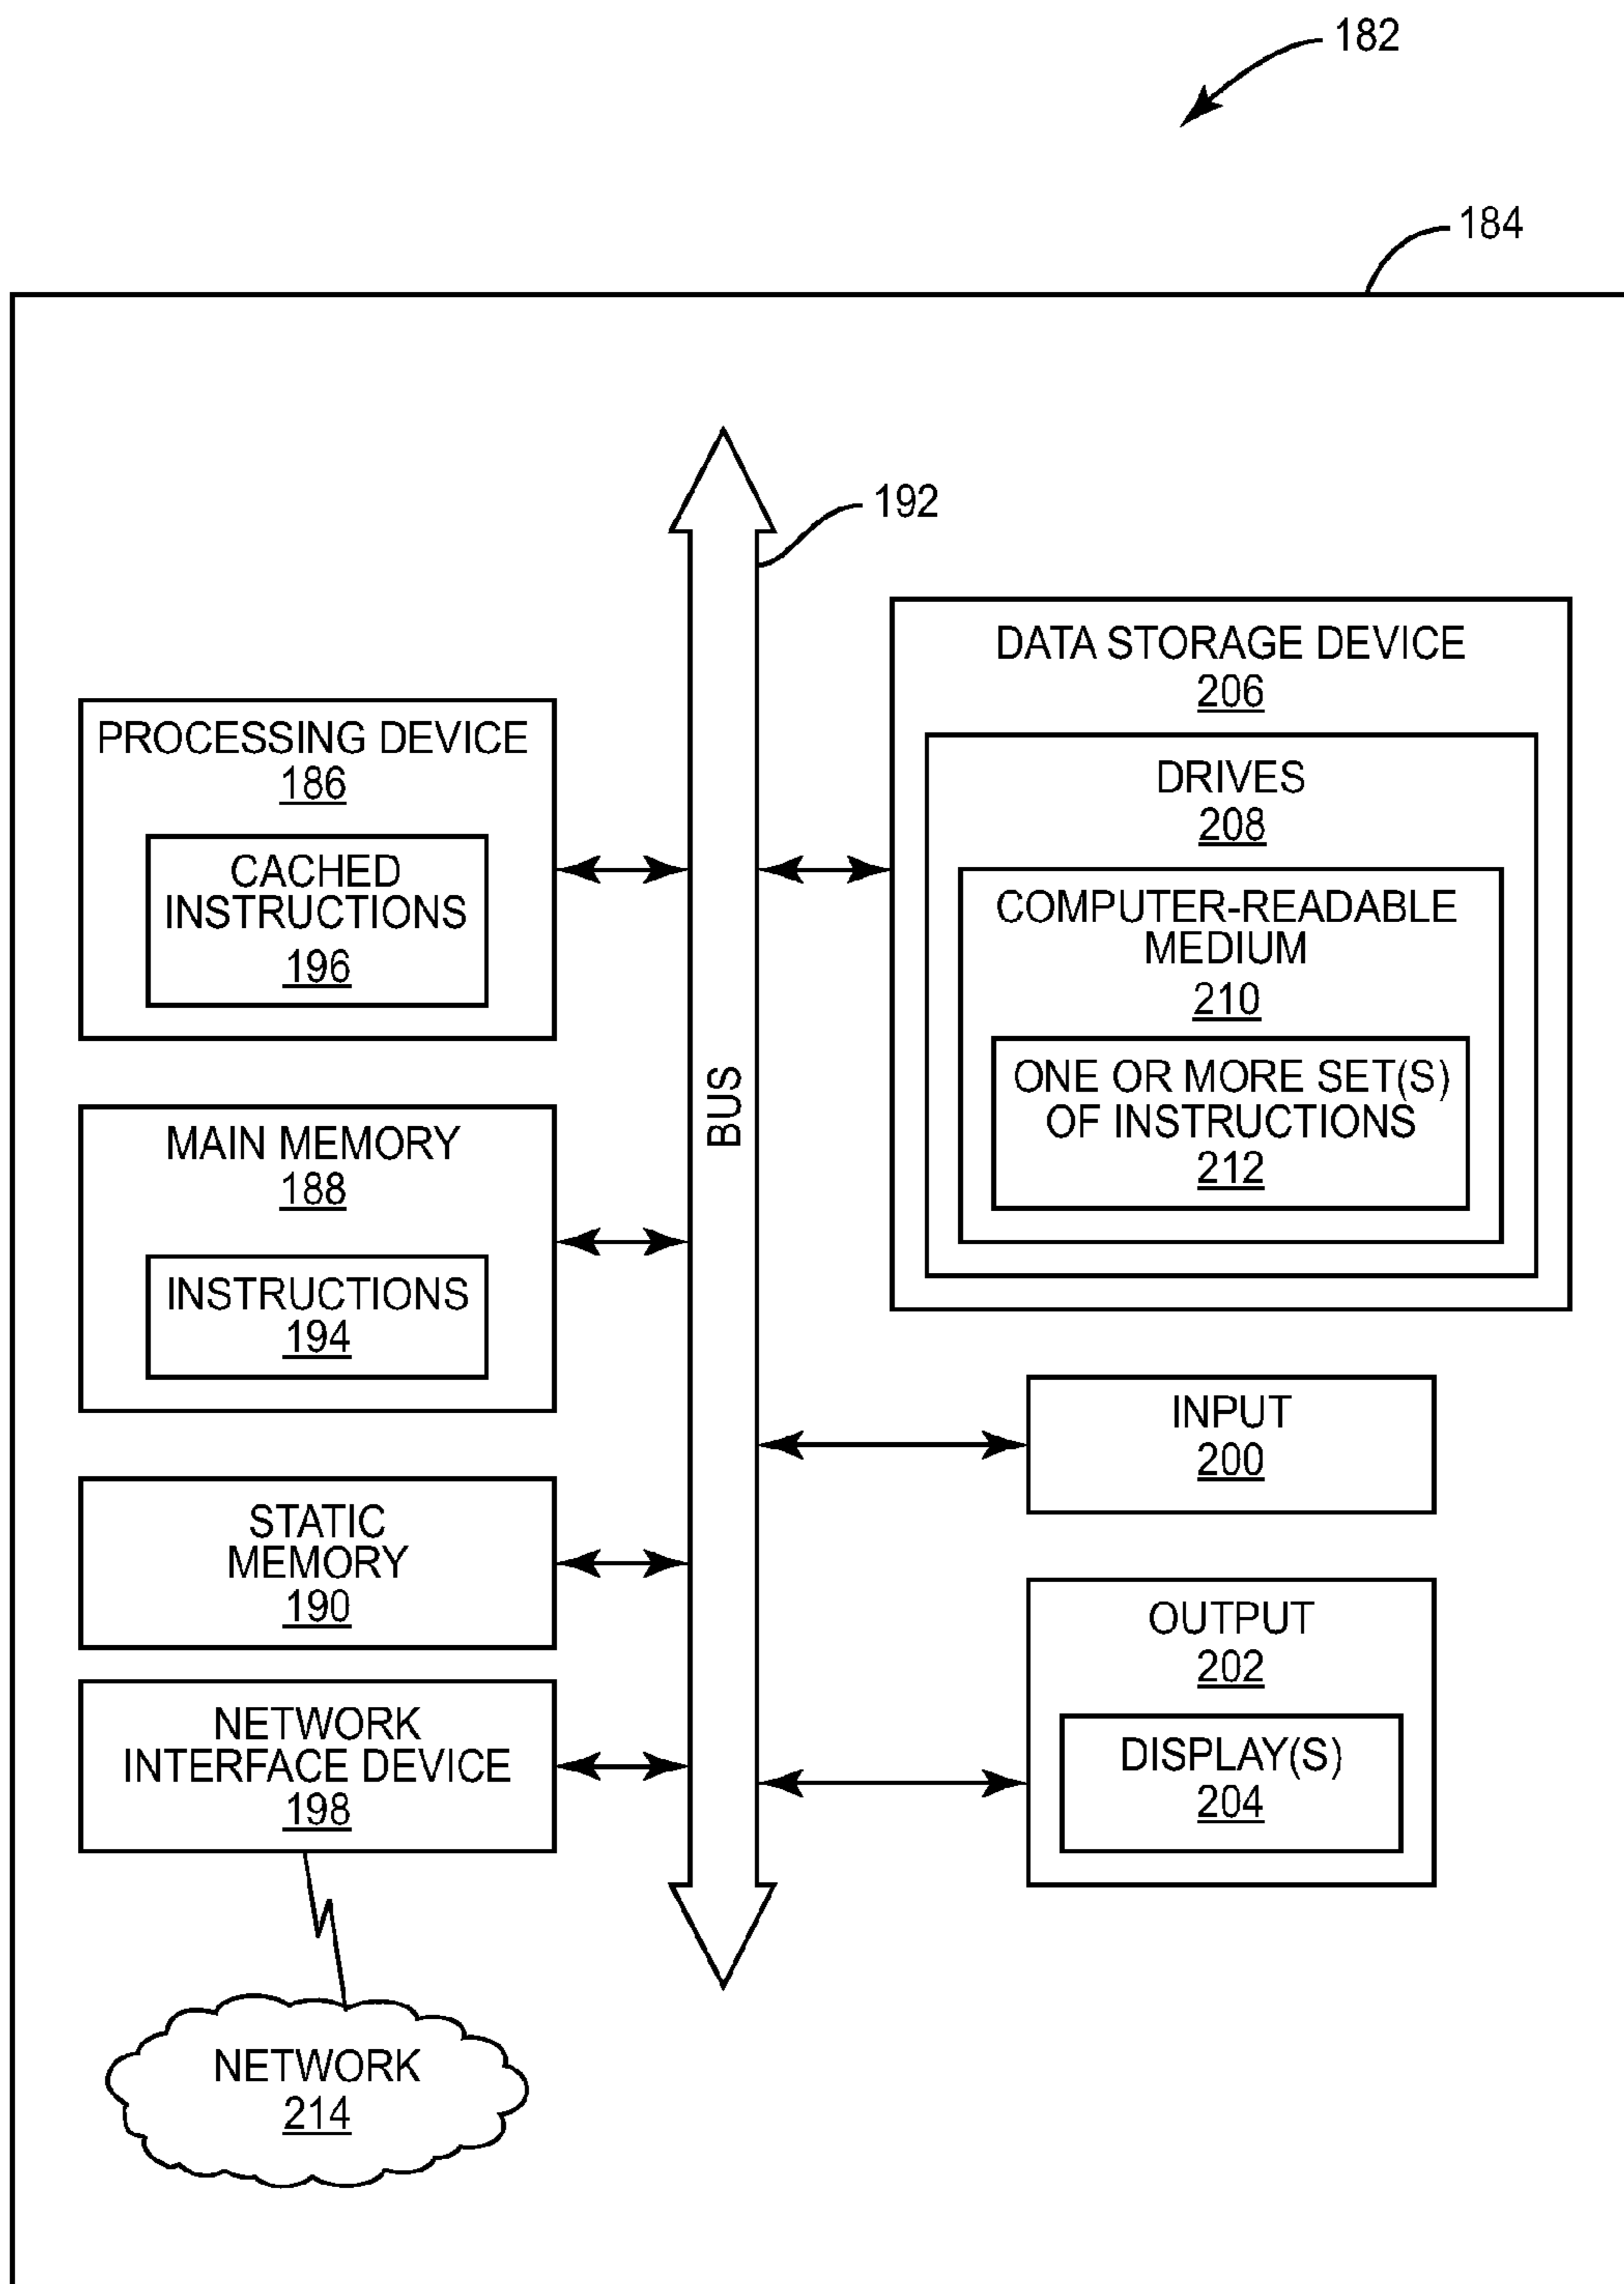 182
184
192
PROCESSING DEVICE
186
CACHED
INSTRUCTIONS
196
MAIN MEMORY
188
INSTRUCTIONS
194
STATIC
MEMORY
190
NETWORK
INTERFACE DEVICE
198
NETWORK
214
BUS
DATA STORAGE DEVICE
206
DRIVES
208
COMPUTER-READABLE
MEDIUM
210
ONE OR MORE SET(S)
OF INSTRUCTIONS
212
INPUT
200
OUTPUT
202
DISPLAY(S)
204